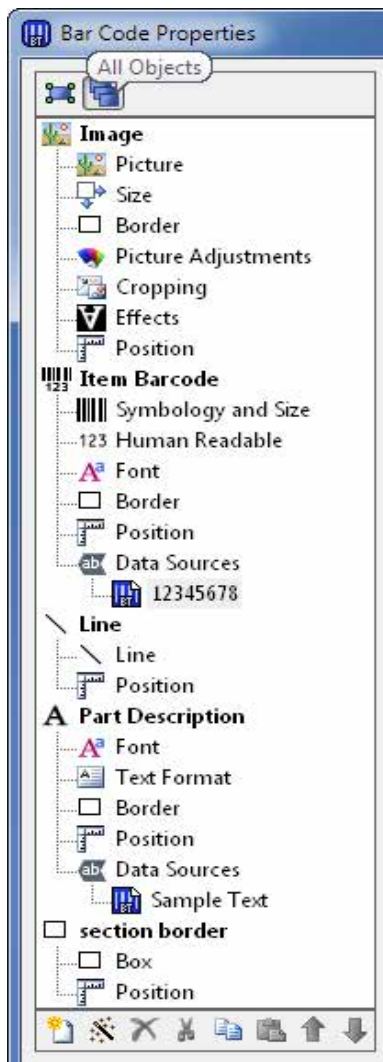 Bar Code Properties
All Objects
Image
Picture
Size
Border
Picture Adjustments
Cropping
Effects
Position
Item Barcode
Symbology and Size
123 Human Readable
Font
Border
Position
Data Sources
12345678
Line
Line
Position
Part Description
Font
Text Format
Border
Position
Data Sources
Sample Text
section border
Box
Position